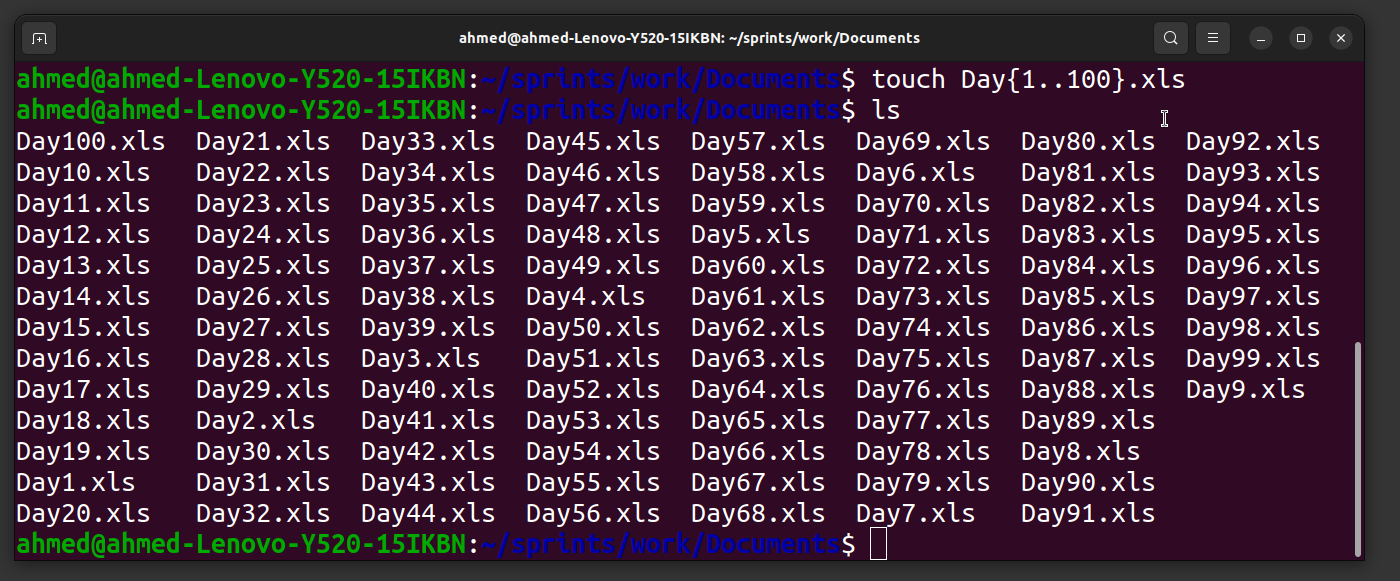 ahmed@ahmed-Lenovo-Y520-15IKBN: ~/sprints/work/Documents
ahmed@ahmed-Lenovo-Y520-15IKBN:~/sprints/work/Documents$ touch Day{1..100}.xls
ahmed@ahmed-Lenovo-Y520-15IKBN:~/sprints/work/Documents$ ls
Day100.xls  Day21.xls  Day33.xls  Day45.xls  Day57.xls  Day69.xls  Day80.xls  Day92.xls
Day10.xls   Day22.xls  Day34.xls  Day46.xls  Day58.xls  Day6.xls   Day81.xls  Day93.xls
Day11.xls   Day23.xls  Day35.xls  Day47.xls  Day59.xls  Day70.xls  Day82.xls  Day94.xls
Day12.xls   Day24.xls  Day36.xls  Day48.xls  Day5.xls   Day71.xls  Day83.xls  Day95.xls
Day13.xls   Day25.xls  Day37.xls  Day49.xls  Day60.xls  Day72.xls  Day84.xls  Day96.xls
Day14.xls   Day26.xls  Day38.xls  Day4.xls   Day61.xls  Day73.xls  Day85.xls  Day97.xls
Day15.xls   Day27.xls  Day39.xls  Day50.xls  Day62.xls  Day74.xls  Day86.xls  Day98.xls
Day16.xls   Day28.xls  Day3.xls   Day51.xls  Day63.xls  Day75.xls  Day87.xls  Day99.xls
Day17.xls   Day29.xls  Day40.xls  Day52.xls  Day64.xls  Day76.xls  Day88.xls  Day9.xls
Day18.xls   Day2.xls   Day41.xls  Day53.xls  Day65.xls  Day77.xls  Day89.xls
Day19.xls   Day30.xls  Day42.xls  Day54.xls  Day66.xls  Day78.xls  Day8.xls
Day1.xls    Day31.xls  Day43.xls  Day55.xls  Day67.xls  Day79.xls  Day90.xls
Day20.xls   Day32.xls  Day44.xls  Day56.xls  Day68.xls  Day7.xls   Day91.xls
ahmed@ahmed-Lenovo-Y520-15IKBN:~/sprints/work/Documents$